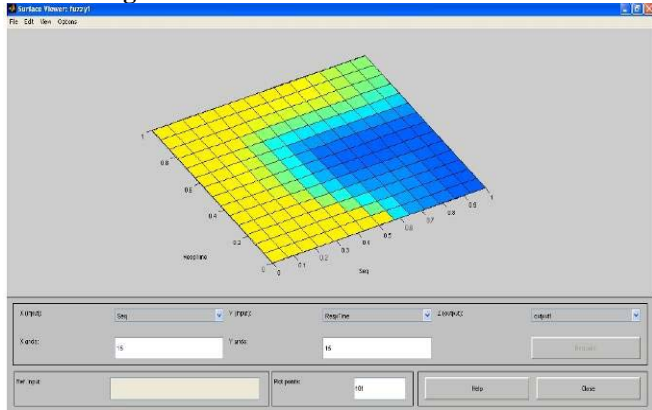 Surface Viewer: fuzzy1
File Edit View Options
1
0.8
0.6
0.4
0.2
0
RespTime
0
0.1
0.2
0.3
0.4
0.5
0.6
0.7
0.8
0.9
1
Seq
X (input): Seq Y (input): RespTime Z (output): output1
X grids: 15 Y grids: 15 Evaluate
Ref. Input: Plot points: 101 Help Close